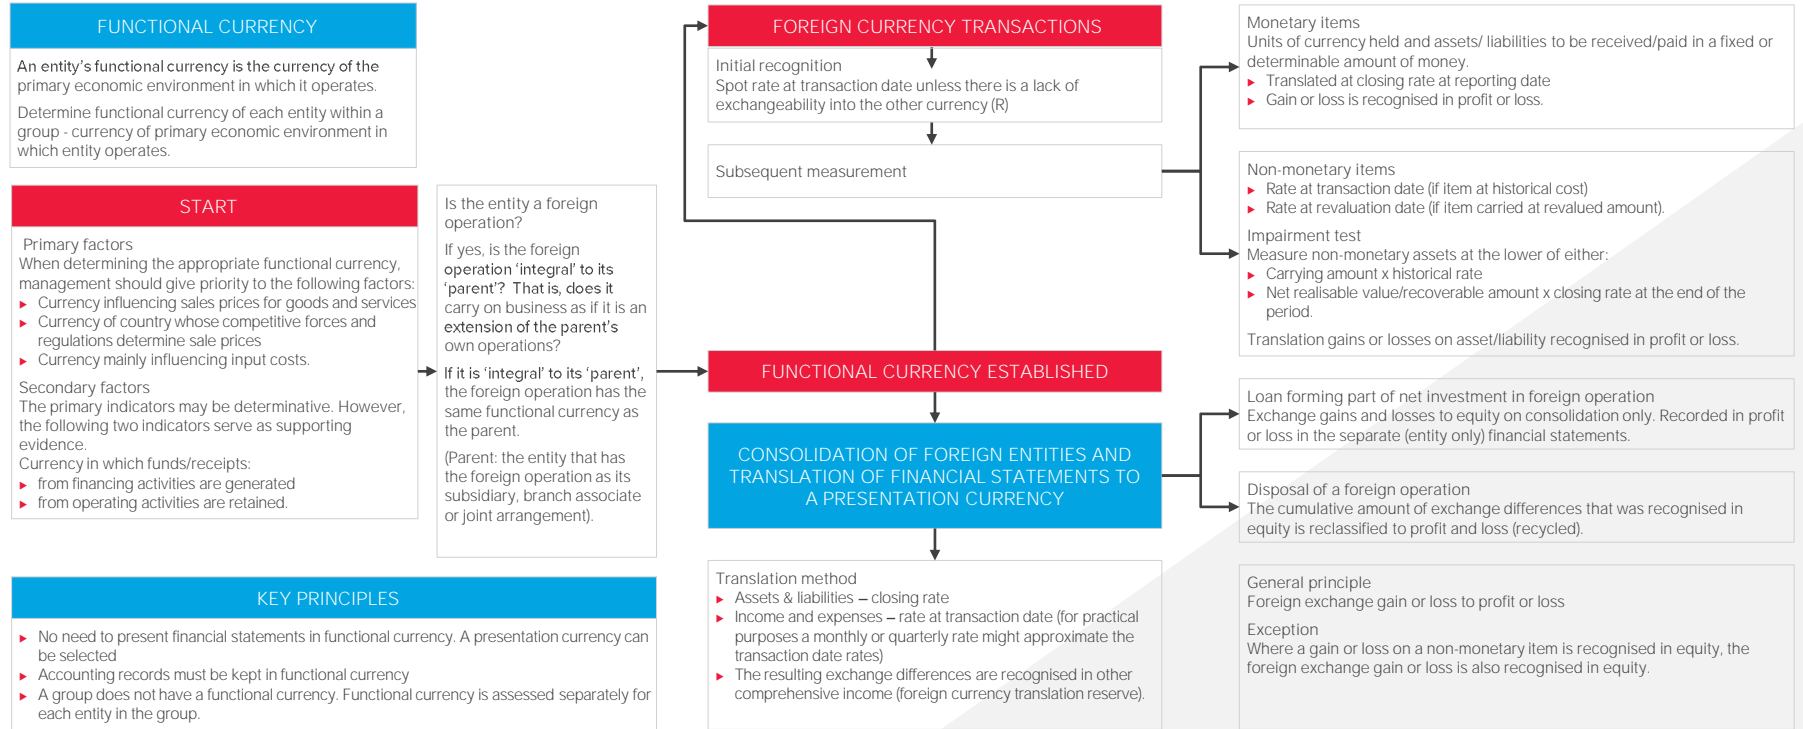 FUNCTIONAL CURRENCY
An entity's functional currency is the currency of the
primary economic environment in which it operates.
Determine functional currency of each entity within a
group - currency of primary economic environment in
which entity operates.
START
Primary factors
When determining the appropriate functional currency,
management should give priority to the following factors:
► Currency influencing sales prices for goods and services
► Currency of country whose competitive forces and
regulations determine sale prices
► Currency mainly influencing input costs.
Secondary factors
The primary indicators may be determinative. However,
the following two indicators serve as supporting
evidence.
Currency in which funds/receipts:
► from financing activities are generated
► from operating activities are retained.
Is the entity a foreign
operation?
If yes, is the foreign
operation 'integral' to its
'parent'? That is, does it
carry on business as if it is an
extension of the parent's
own operations?
If it is 'integral' to its 'parent',
the foreign operation has the
same functional currency as
the parent.
(Parent: the entity that has
the foreign operation as its
subsidiary, branch associate
or joint arrangement).
KEY PRINCIPLES
► No need to present financial statements in functional currency. A presentation currency can
be selected
► Accounting records must be kept in functional currency
► A group does not have a functional currency. Functional currency is assessed separately for
each entity in the group.
FOREIGN CURRENCY TRANSACTIONS
Initial recognition
Spot rate at transaction date unless there is a lack of
exchangeability into the other currency (R)
Subsequent measurement
FUNCTIONAL CURRENCY ESTABLISHED
CONSOLIDATION OF FOREIGN ENTITIES AND
TRANSLATION OF FINANCIAL STATEMENTS TO
A PRESENTATION CURRENCY
Translation method
► Assets & liabilities – closing rate
► Income and expenses – rate at transaction date (for practical
purposes a monthly or quarterly rate might approximate the
transaction date rates)
► The resulting exchange differences are recognised in other
comprehensive income (foreign currency translation reserve).
Monetary items
Units of currency held and assets/ liabilities to be received/paid in a fixed or
determinable amount of money.
► Translated at closing rate at reporting date
► Gain or loss is recognised in profit or loss.
Non-monetary items
► Rate at transaction date (if item at historical cost)
► Rate at revaluation date (if item carried at revalued amount).
Impairment test
Measure non-monetary assets at the lower of either:
► Carrying amount x historical rate
► Net realisable value/recoverable amount x closing rate at the end of the
period.
Translation gains or losses on asset/liability recognised in profit or loss.
Loan forming part of net investment in foreign operation
Exchange gains and losses to equity on consolidation only. Recorded in profit
or loss in the separate (entity only) financial statements.
Disposal of a foreign operation
The cumulative amount of exchange differences that was recognised in
equity is reclassified to profit and loss (recycled).
General principle
Foreign exchange gain or loss to profit or loss
Exception
Where a gain or loss on a non-monetary item is recognised in equity, the
foreign exchange gain or loss is also recognised in equity.